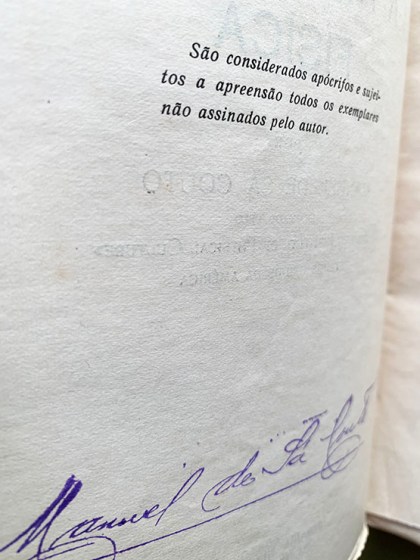 São considerados apócrifos e sujei-
tos a apreensão todos os exemplares
não assinados pelo autor.
Manuel de Sá Couto